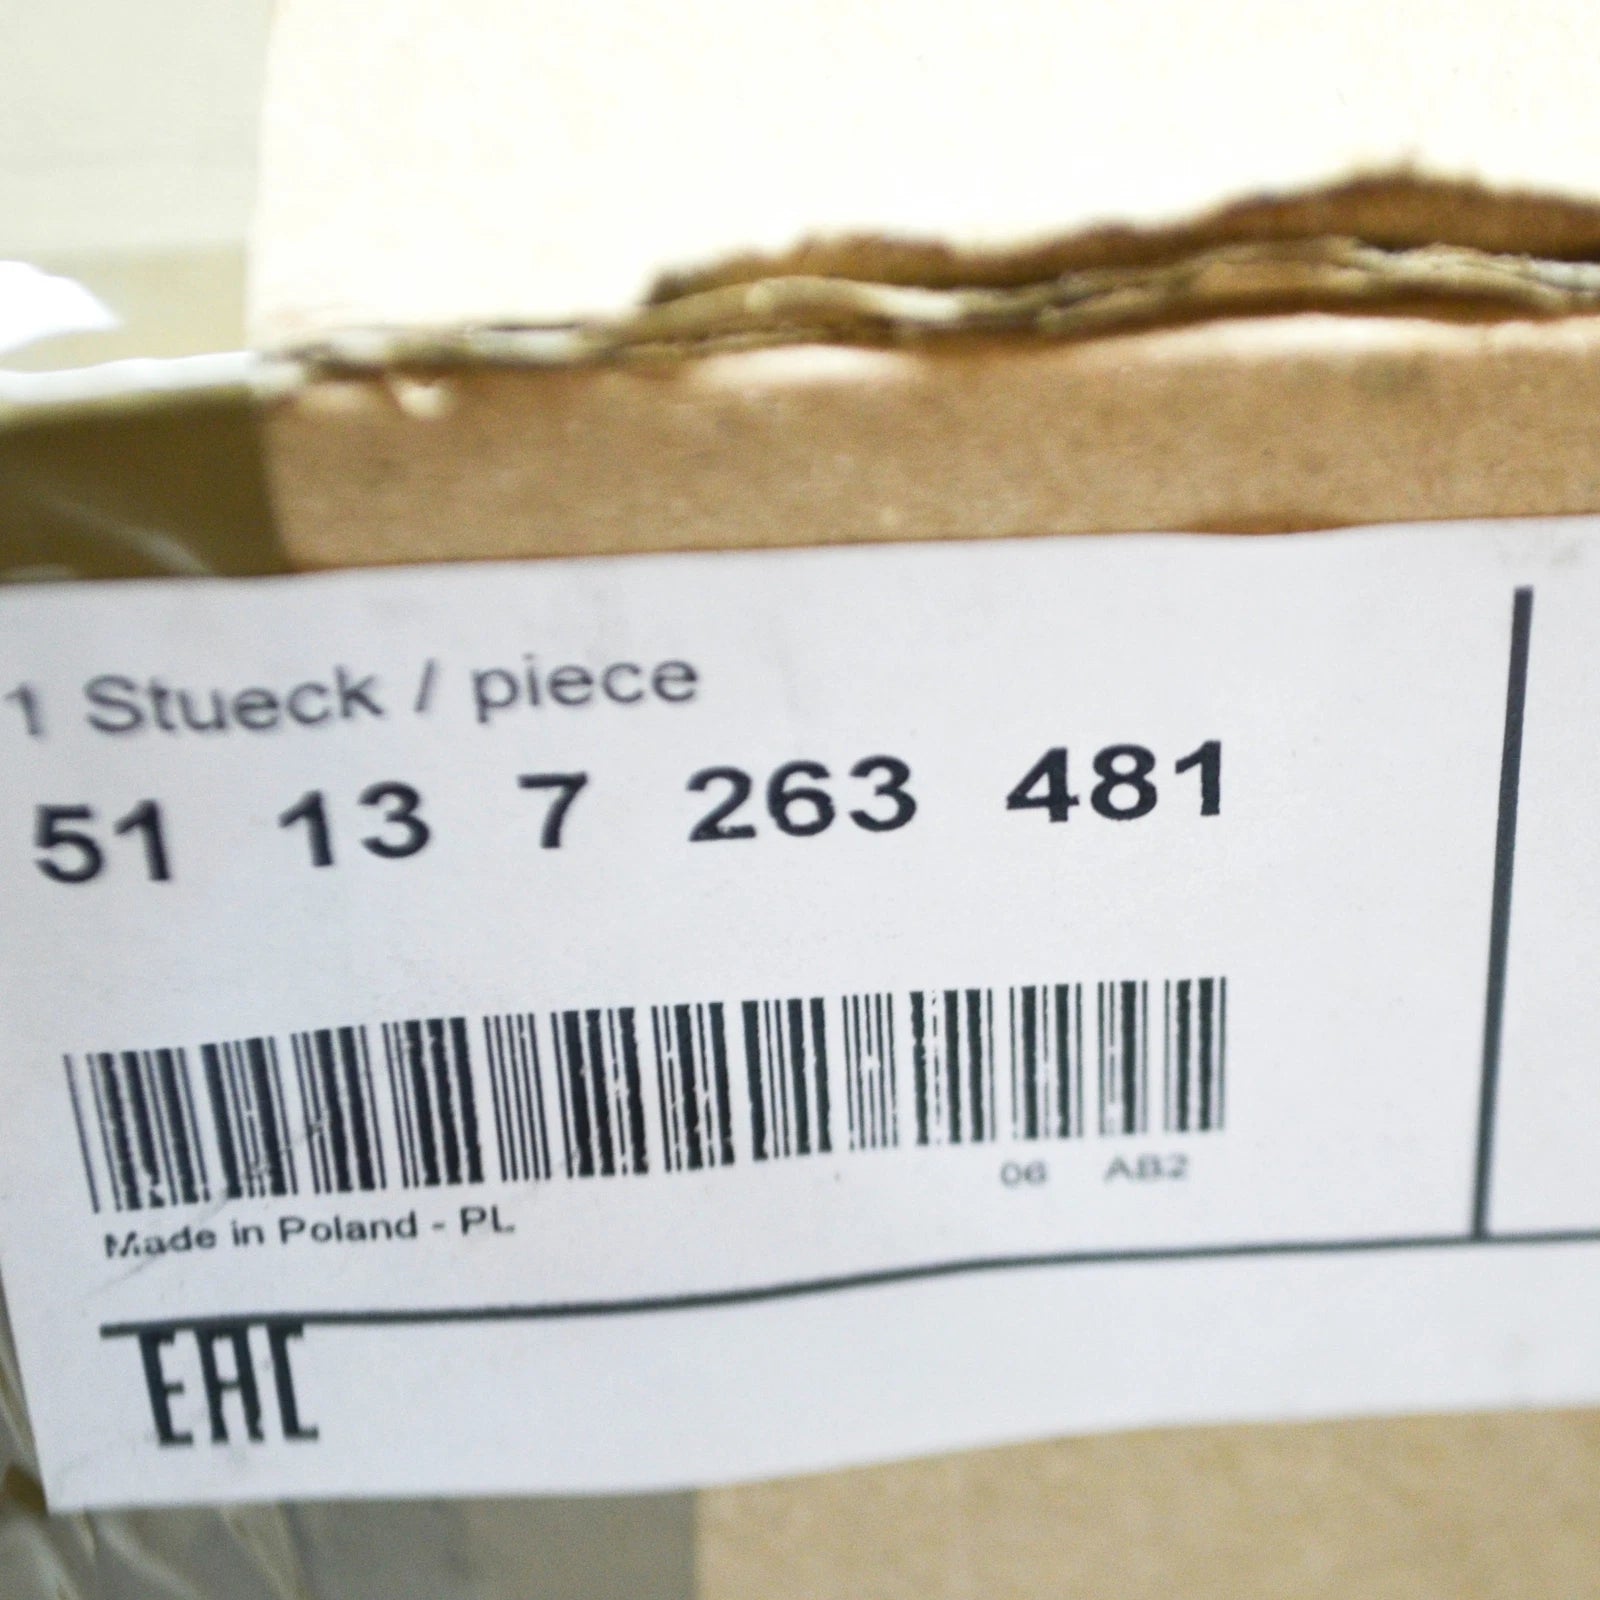 1 Stueck / piece
51 13 7 263 481
06 AB2
Made in Poland - PL
EAC